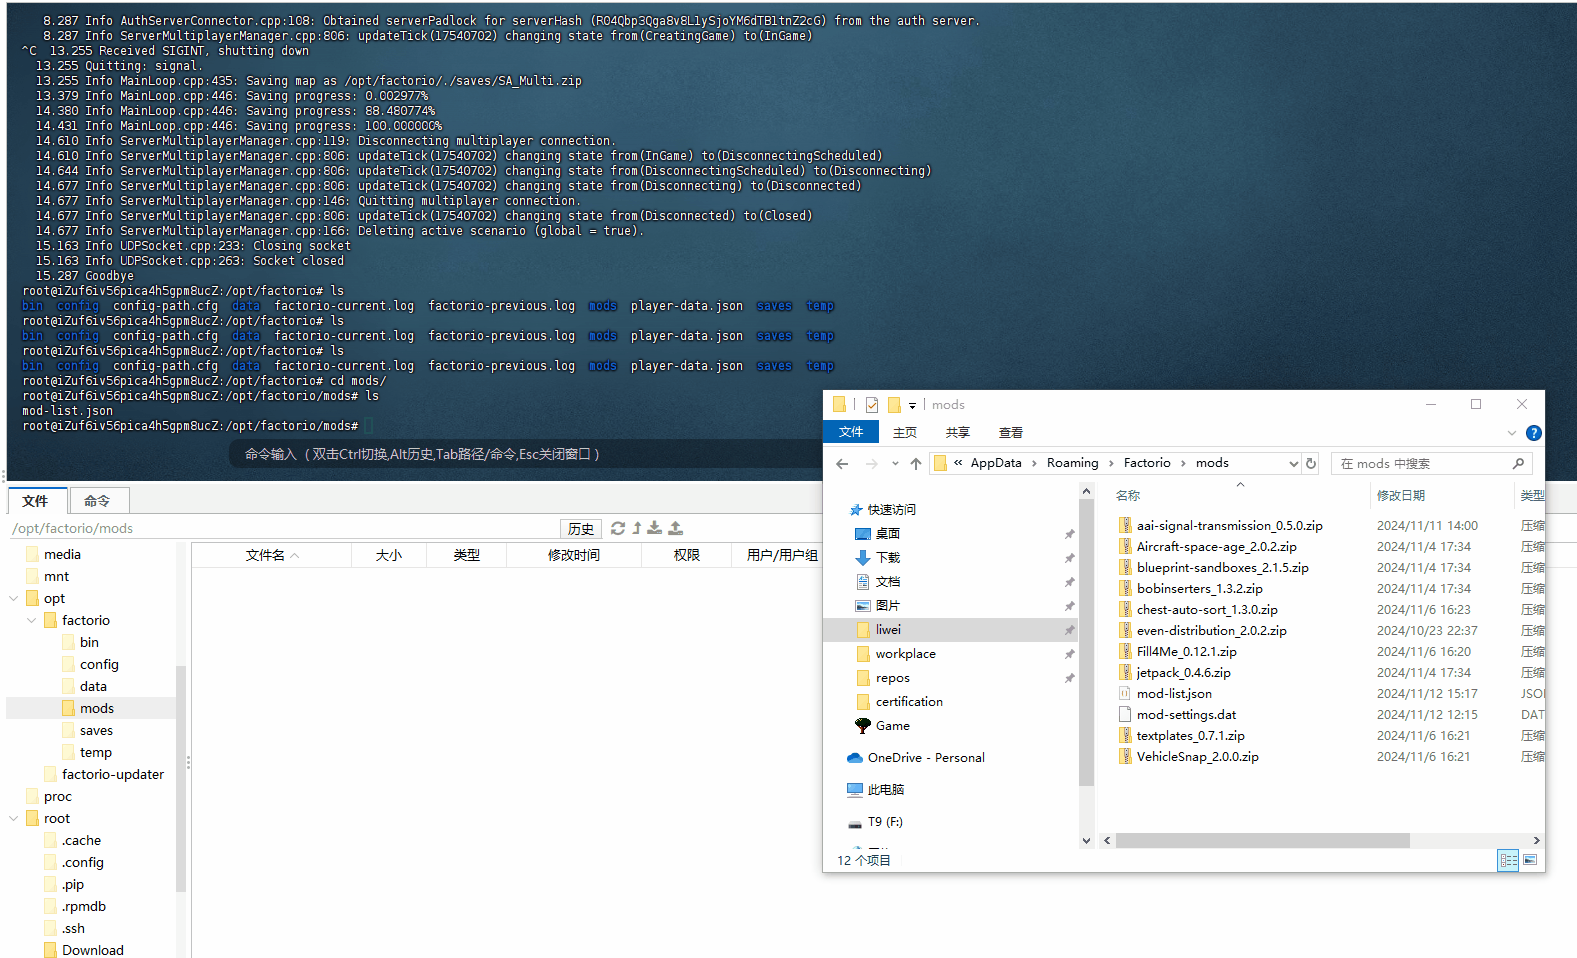 8.287 Info AuthServerConnector.cpp:108: Obtained serverPadlock for serverHash (R04Qbp3Qga8v8L1ySjoYM6dTB1tnZ2cG) from the auth server.
8.287 Info ServerMultiplayerManager.cpp:806: updateTick(17540702) changing state from(CreatingGame) to(InGame)
^C  13.255 Received SIGINT, shutting down
13.255 Quitting: signal.
13.255 Info MainLoop.cpp:435: Saving map as /opt/factorio/./saves/SA_Multi.zip
13.379 Info MainLoop.cpp:446: Saving progress: 0.002977%
14.380 Info MainLoop.cpp:446: Saving progress: 88.480774%
14.431 Info MainLoop.cpp:446: Saving progress: 100.000000%
14.610 Info ServerMultiplayerManager.cpp:119: Disconnecting multiplayer connection.
14.610 Info ServerMultiplayerManager.cpp:806: updateTick(17540702) changing state from(InGame) to(DisconnectingScheduled)
14.644 Info ServerMultiplayerManager.cpp:806: updateTick(17540702) changing state from(DisconnectingScheduled) to(Disconnecting)
14.677 Info ServerMultiplayerManager.cpp:806: updateTick(17540702) changing state from(Disconnecting) to(Disconnected)
14.677 Info ServerMultiplayerManager.cpp:146: Quitting multiplayer connection.
14.677 Info ServerMultiplayerManager.cpp:806: updateTick(17540702) changing state from(Disconnected) to(Closed)
14.677 Info ServerMultiplayerManager.cpp:166: Deleting active scenario (global = true).
15.163 Info UDPSocket.cpp:233: Closing socket
15.163 Info UDPSocket.cpp:263: Socket closed
15.287 Goodbye
root@iZuf6iv56pica4h5gpm8ucZ:/opt/factorio# ls
bin  config  config-path.cfg  data  factorio-current.log  factorio-previous.log  mods  player-data.json  saves  temp
root@iZuf6iv56pica4h5gpm8ucZ:/opt/factorio# ls
bin  config  config-path.cfg  data  factorio-current.log  factorio-previous.log  mods  player-data.json  saves  temp
root@iZuf6iv56pica4h5gpm8ucZ:/opt/factorio# ls
bin  config  config-path.cfg  data  factorio-current.log  factorio-previous.log  mods  player-data.json  saves  temp
root@iZuf6iv56pica4h5gpm8ucZ:/opt/factorio# cd mods/
root@iZuf6iv56pica4h5gpm8ucZ:/opt/factorio/mods# ls
mod-list.json
root@iZuf6iv56pica4h5gpm8ucZ:/opt/factorio/mods#
命令输入（双击Ctrl切换,Alt历史,Tab路径/命令,Esc关闭窗口）
文件 命令
/opt/factorio/mods 历史
文件名 大小 类型 修改时间 权限 用户/用户组
media
mnt
opt
factorio
bin
config
data
mods
saves
temp
factorio-updater
proc
root
.cache
.config
.pip
.rpmdb
.ssh
Download
mods
文件 主页 共享 查看
« AppData › Roaming › Factorio › mods 在 mods 中搜索
快速访问
桌面
下载
文档
图片
liwei
workplace
repos
certification
Game
OneDrive - Personal
此电脑
T9 (F:)
名称 修改日期 类型
aai-signal-transmission_0.5.0.zip 2024/11/11 14:00 压缩
Aircraft-space-age_2.0.2.zip 2024/11/4 17:34 压缩
blueprint-sandboxes_2.1.5.zip 2024/11/4 17:34 压缩
bobinserters_1.3.2.zip 2024/11/4 17:34 压缩
chest-auto-sort_1.3.0.zip 2024/11/6 16:23 压缩
even-distribution_2.0.2.zip 2024/10/23 22:37 压缩
Fill4Me_0.12.1.zip 2024/11/6 16:20 压缩
jetpack_0.4.6.zip 2024/11/4 17:34 压缩
mod-list.json 2024/11/12 15:17 JSO
mod-settings.dat 2024/11/12 12:15 DAT
textplates_0.7.1.zip 2024/11/6 16:21 压缩
VehicleSnap_2.0.0.zip 2024/11/6 16:21 压缩
12 个项目